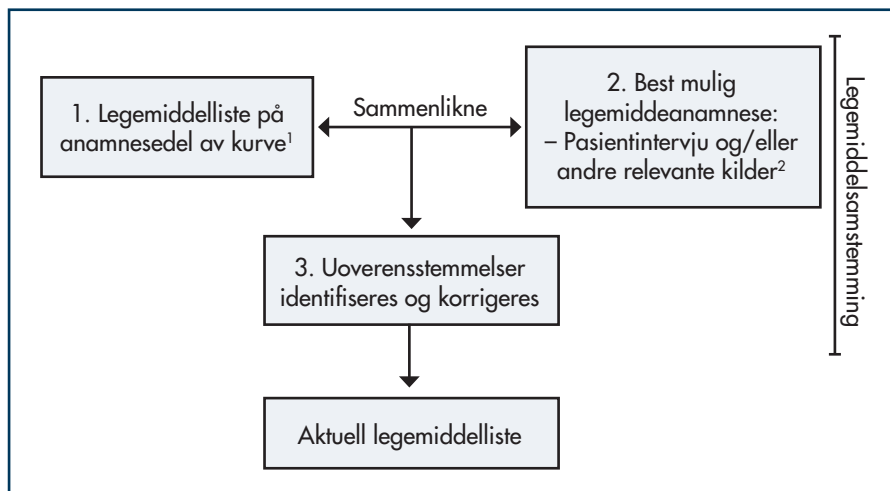 1. Legemiddelliste på
anamnesedel av kurve¹
Sammenlikne
2. Best mulig
legemiddeanamnese:
– Pasientintervju og/eller
andre relevante kilder²
3. Uoverensstemmelser
identifiseres og korrigeres
Aktuell legemiddelliste
Legemiddelsamstemming